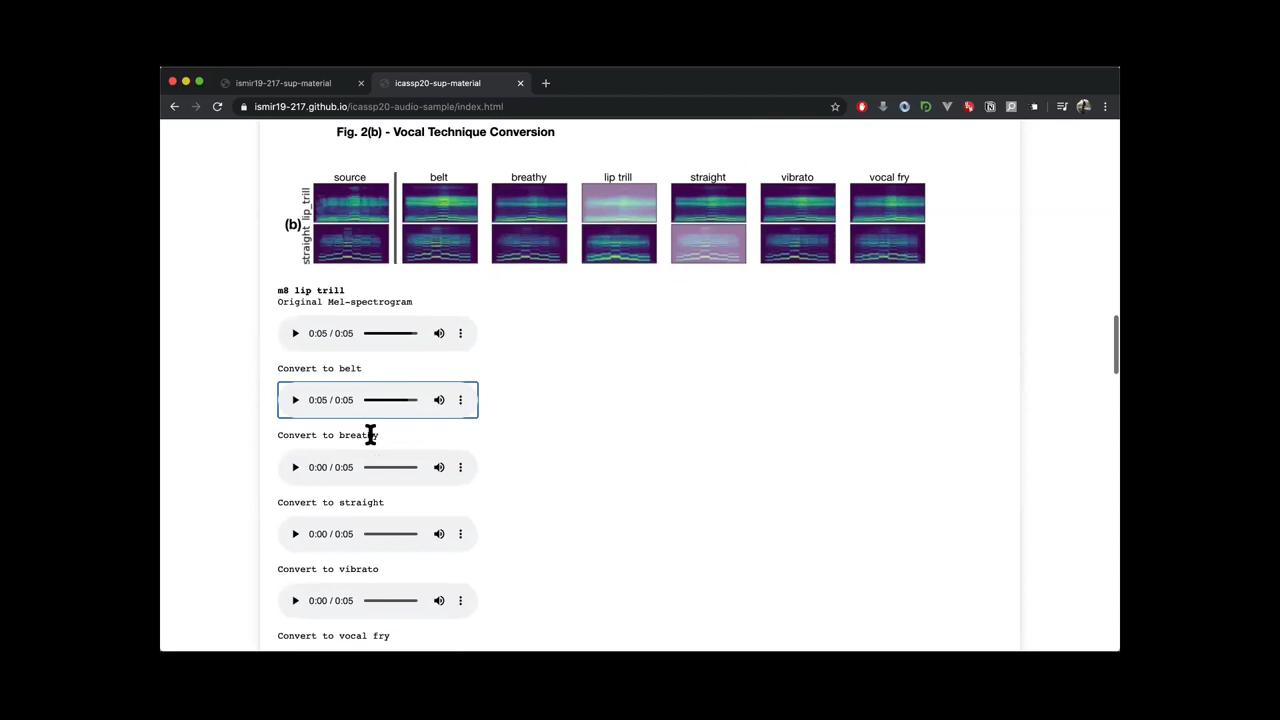 ismir19-217-sup-material
icassp20-sup-material
ismir19-217.github.io/icassp20-audio-sample/index.html
Fig. 2(b) - Vocal Technique Conversion
source belt breathy lip trill straight vibrato vocal fry
lip_trill
(b)
straight
m8 lip trill
Original Mel-spectrogram
0:05 / 0:05
Convert to belt
0:05 / 0:05
Convert to breathy
0:00 / 0:05
Convert to straight
0:00 / 0:05
Convert to vibrato
0:00 / 0:05
Convert to vocal fry